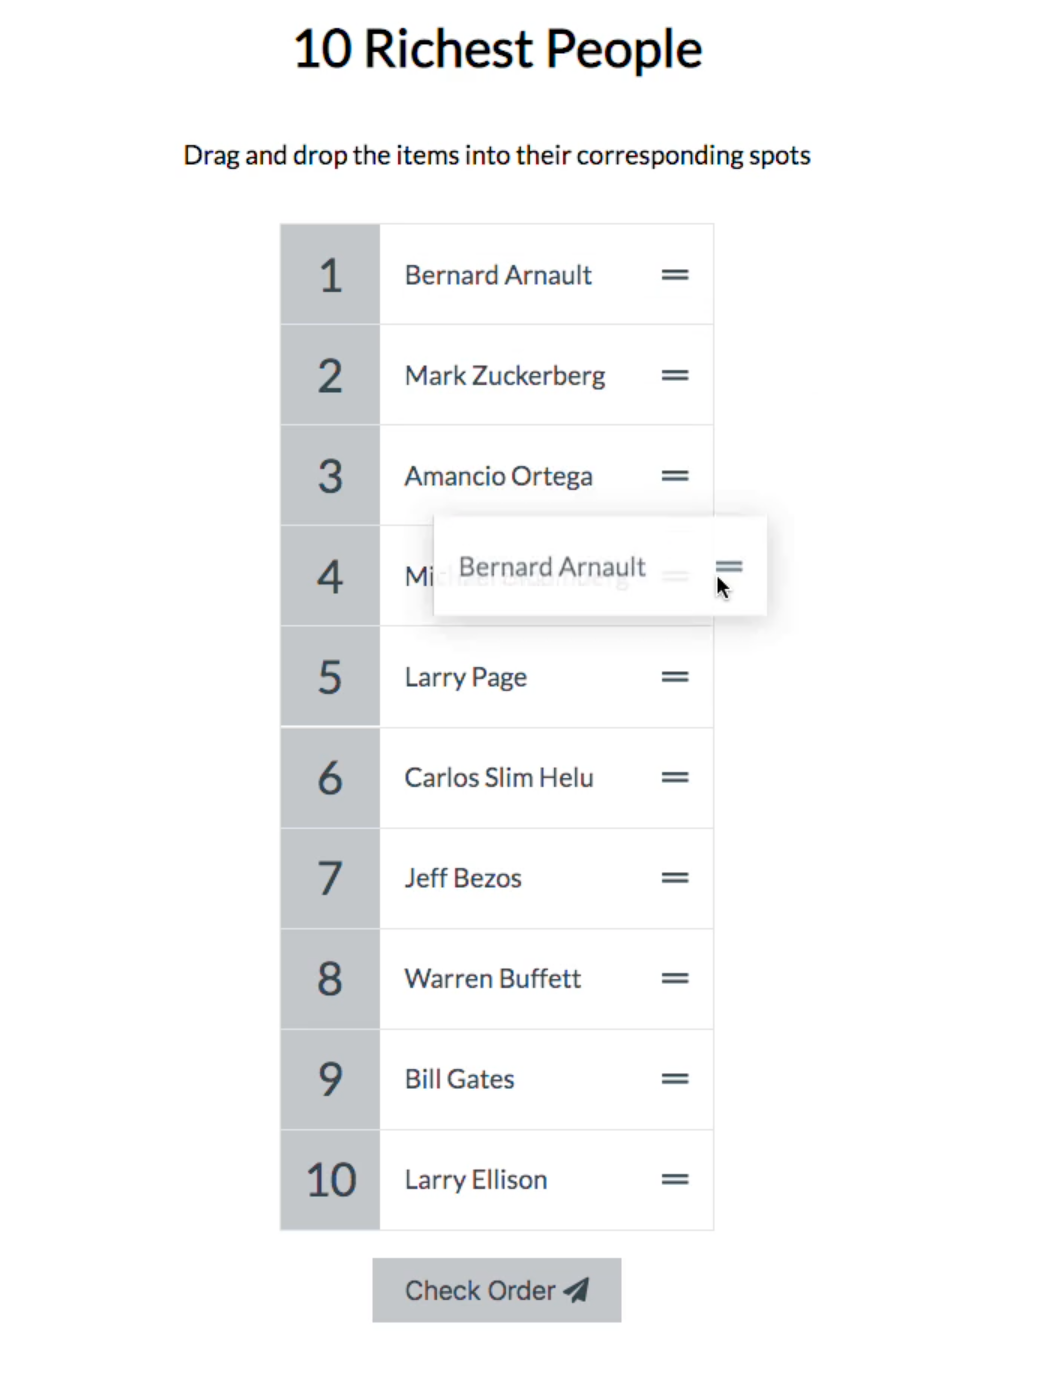 10 Richest People
Drag and drop the items into their corresponding spots
1 Bernard Arnault
2 Mark Zuckerberg
3 Amancio Ortega
Bernard Arnault
4 Michael Bloomberg
5 Larry Page
6 Carlos Slim Helu
7 Jeff Bezos
8 Warren Buffett
9 Bill Gates
10 Larry Ellison
Check Order